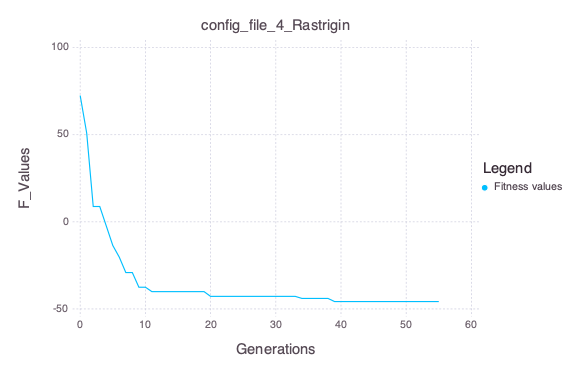 config_file_4_Rastrigin
100
50
0
-50
F_Values
0 10 20 30 40 50 60
Generations
Legend
Fitness values